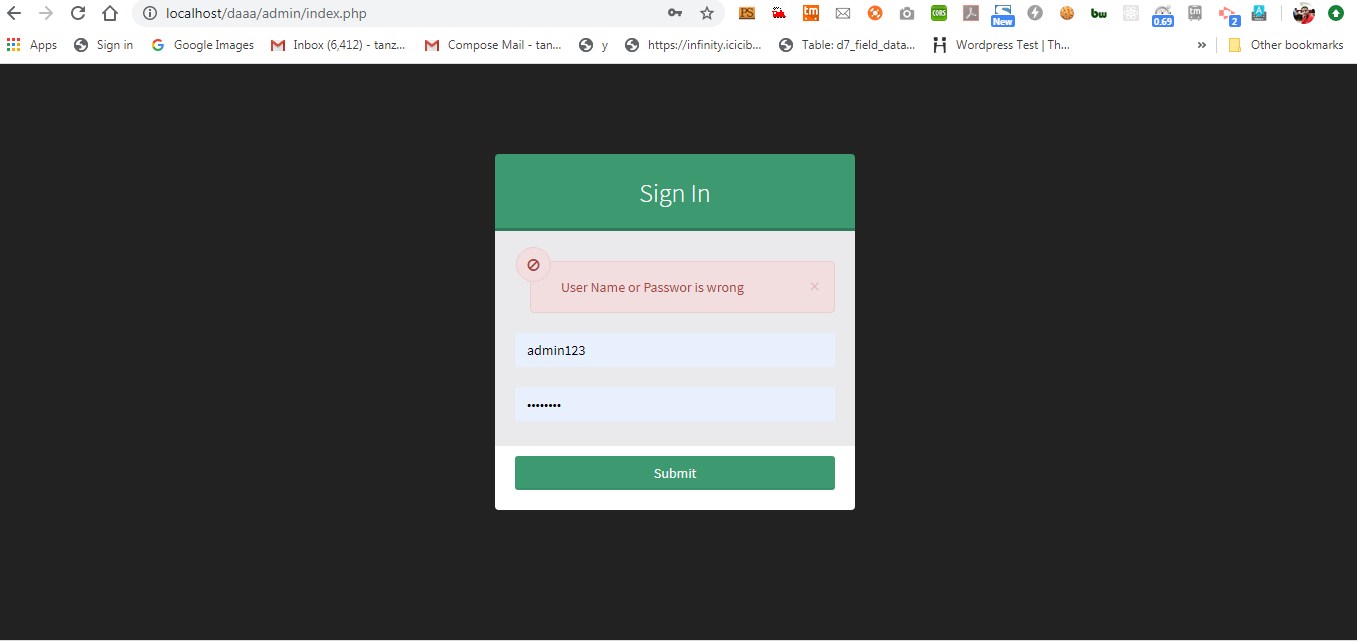 localhost/daaa/admin/index.php
PS
tm
CORS
New
bw
0.69
tm
2
Apps
Sign in
Google Images
Inbox (6,412) - tanz...
Compose Mail - tan...
y
https://infinity.icicib...
Table: d7_field_data...
Wordpress Test | Th...
»
Other bookmarks
Sign In
User Name or Passwor is wrong
×
admin123
••••••••
Submit